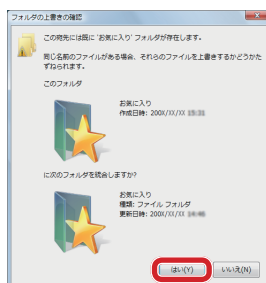 フォルダの上書きの確認
この宛先には既に 'お気に入り' フォルダが存在します。
同じ名前のファイルがある場合、それらのファイルを上書きするかどうかた
ずねられます。
このフォルダ
お気に入り
作成日時: 200X/XX/XX
に次のフォルダを統合しますか?
お気に入り
種類: ファイル フォルダ
更新日時: 200X/XX/XX
はい(Y)
いいえ(N)